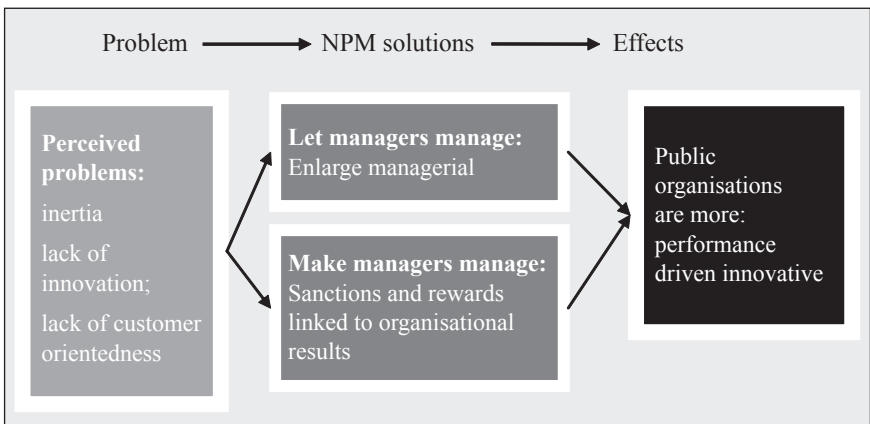 Problem
NPM solutions
Effects
Perceived
problems:
inertia
lack of
innovation;
lack of customer
orientedness
Let managers manage:
Enlarge managerial
Make managers manage:
Sanctions and rewards
linked to organisational
results
Public
organisations
are more:
performance
driven innovative